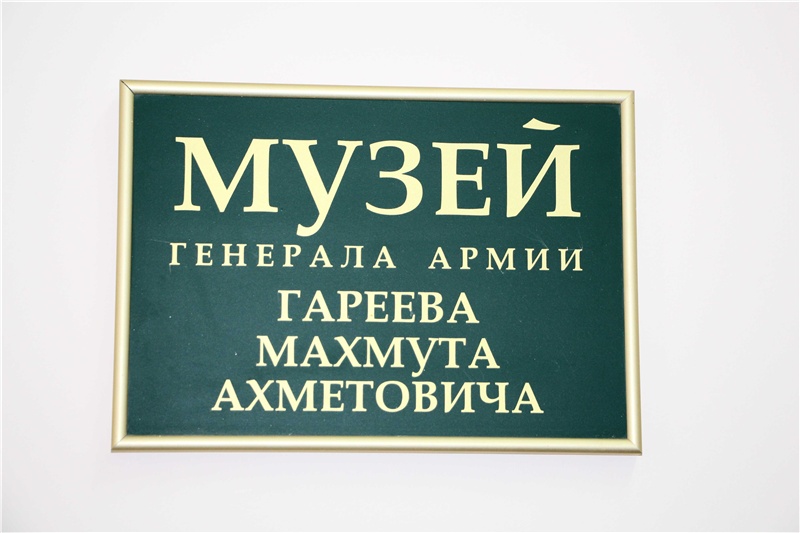 МУЗЕЙ
ГЕНЕРАЛА АРМИИ
ГАРЕЕВА
МАХМУТА
АХМЕТОВИЧА